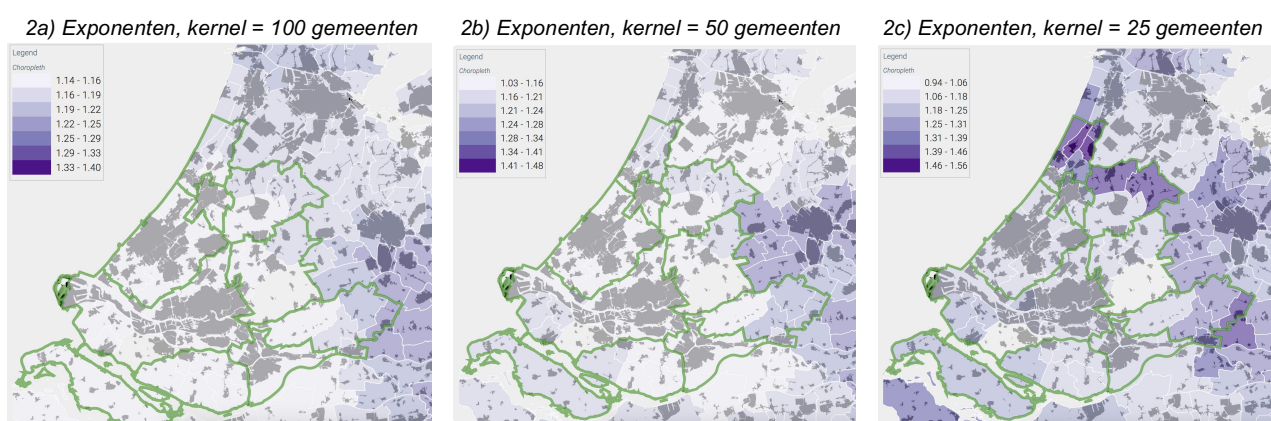 2a) Exponenten, kernel = 100 gemeenten
Legend
Choropleth
1.14 - 1.16
1.16 - 1.19
1.19 - 1.22
1.22 - 1.25
1.25 - 1.29
1.29 - 1.33
1.33 - 1.40
2b) Exponenten, kernel = 50 gemeenten
Legend
Choropleth
1.03 - 1.16
1.16 - 1.21
1.21 - 1.24
1.24 - 1.28
1.28 - 1.34
1.34 - 1.41
1.41 - 1.48
2c) Exponenten, kernel = 25 gemeenten
Legend
Choropleth
0.94 - 1.06
1.06 - 1.18
1.18 - 1.25
1.25 - 1.31
1.31 - 1.39
1.39 - 1.46
1.46 - 1.56